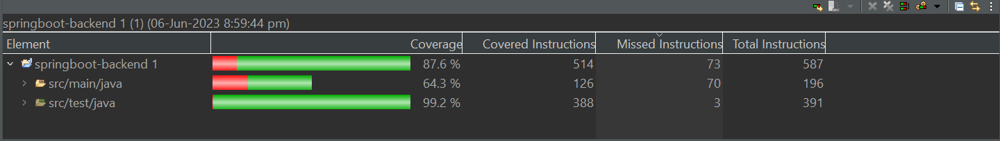 springboot-backend 1 (1) (06-Jun-2023 8:59:44 pm)
Element Coverage Covered Instructions Missed Instructions Total Instructions
springboot-backend 1 87.6 % 514 73 587
src/main/java 64.3 % 126 70 196
src/test/java 99.2 % 388 3 391